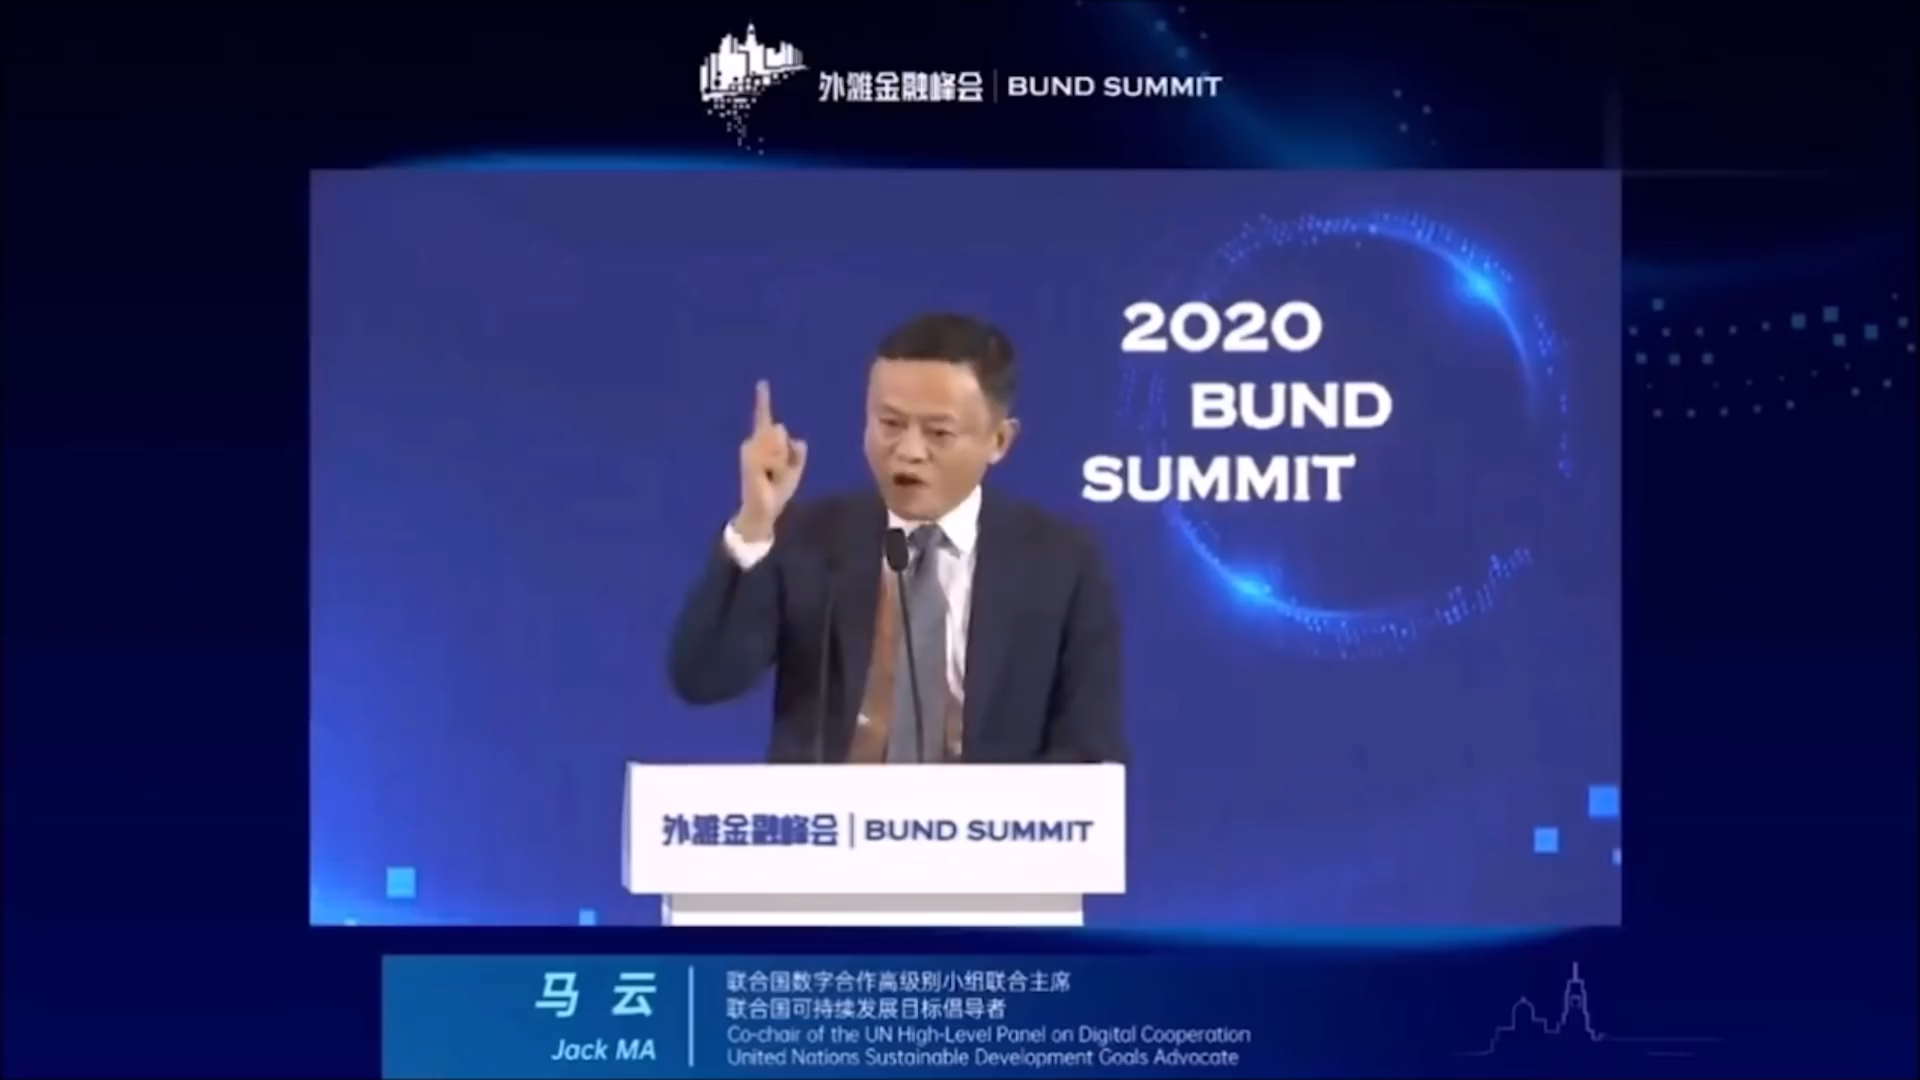 外滩金融峰会 | BUND SUMMIT
2020
BUND
SUMMIT
外滩金融峰会 | BUND SUMMIT
马 云
Jack MA
联合国数字合作高级别小组联合主席
联合国可持续发展目标倡导者
Co-chair of the UN High-Level Panel on Digital Cooperation
United Nations Sustainable Development Goals Advocate